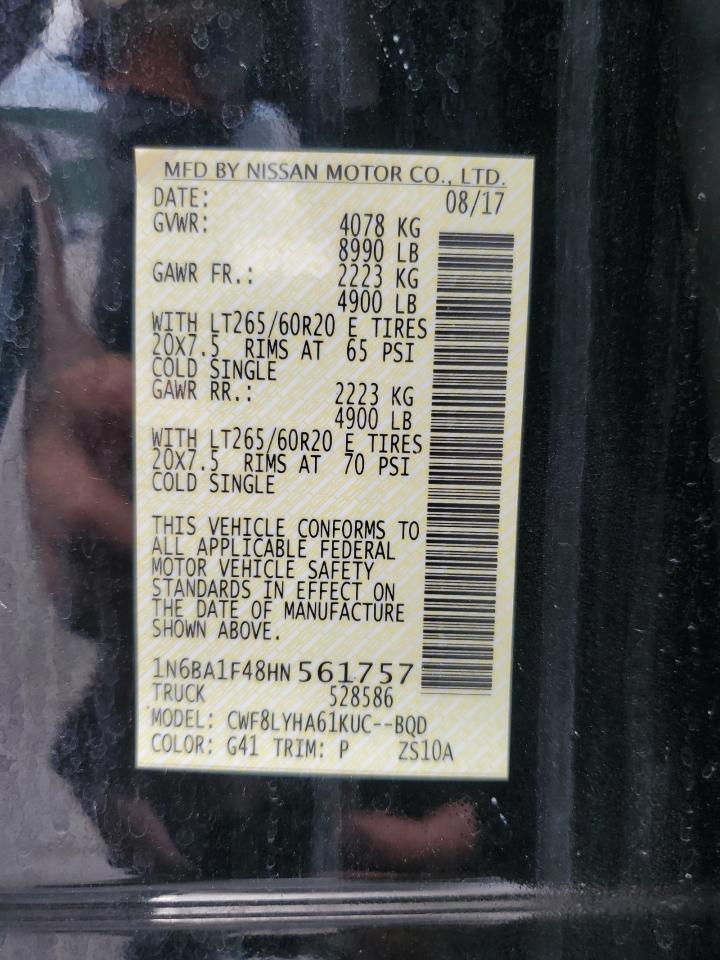 MFD BY NISSAN MOTOR CO., LTD.
DATE: 08/17
GVWR: 4078 KG
8990 LB
GAWR FR.: 2223 KG
4900 LB
WITH LT265/60R20 E TIRES
20X7.5 RIMS AT 65 PSI
COLD SINGLE
GAWR RR.: 2223 KG
4900 LB
WITH LT265/60R20 E TIRES
20X7.5 RIMS AT 70 PSI
COLD SINGLE
THIS VEHICLE CONFORMS TO
ALL APPLICABLE FEDERAL
MOTOR VEHICLE SAFETY
STANDARDS IN EFFECT ON
THE DATE OF MANUFACTURE
SHOWN ABOVE.
1N6BA1F48HN561757
TRUCK 528586
MODEL: CWF8LYHA61KUC--BQD
COLOR: G41 TRIM: P ZS10A